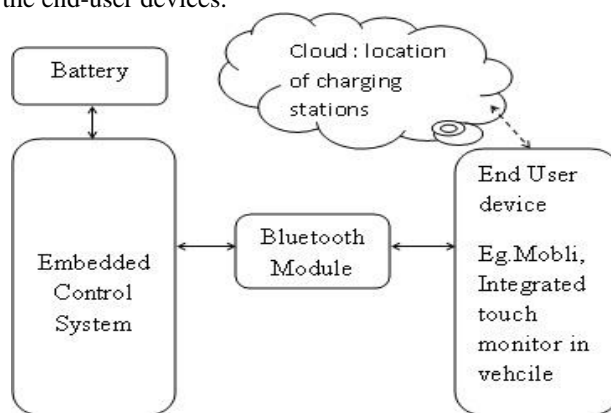 the end-user devices.
Cloud : location
of charging
stations
Battery
End User
device
Eg.Mobli,
Integrated
touch
monitor in
vehcile
Bluetooth
Module
Embedded
Control
System